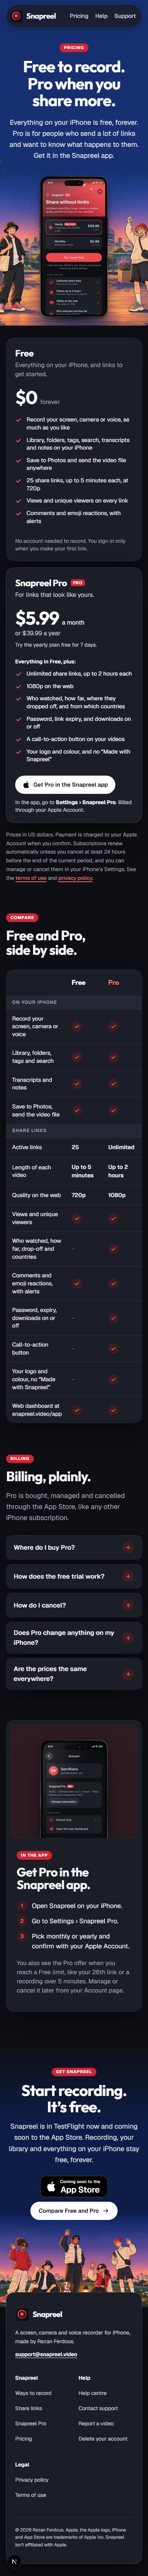 Snapreel
Pricing Help Support
PRICING
Free to record.
Pro when you
share more.
Everything on your iPhone is free, forever.
Pro is for people who send a lot of links
and want to know what happens to them.
Get it in the Snapreel app.
Share without limits
Free
Everything on your iPhone, and links to
get started.
$0 forever
Record your screen, camera or voice, as
much as you like
Library, folders, tags, search, transcripts
and notes on your iPhone
Save to Photos and send the video file
anywhere
25 share links, up to 5 minutes each, at
720p
Views and unique viewers on every link
Comments and emoji reactions, with
alerts
No account needed to record. You sign in only
when you make your first link.
Snapreel Pro PRO
For links that look like yours.
$5.99 a month
or $39.99 a year
Try the yearly plan free for 7 days.
Everything in Free, plus:
Unlimited share links, up to 2 hours each
1080p on the web
Who watched, how far, where they
dropped off, and from which countries
Password, link expiry, and downloads on
or off
A call-to-action button on your videos
Your logo and colour, and no "Made with
Snapreel"
Get Pro in the Snapreel app
In the app, go to Settings › Snapreel Pro. Billed
through your Apple Account.
Prices in US dollars. Payment is charged to your Apple
Account when you confirm. Subscriptions renew
automatically unless you cancel at least 24 hours
before the end of the current period, and you can
manage or cancel them in your iPhone's Settings. See
the terms of use and privacy policy.
COMPARE
Free and Pro,
side by side.
Free Pro
ON YOUR IPHONE
Record your
screen, camera or
voice
Library, folders,
tags and search
Transcripts and
notes
Save to Photos,
send the video file
SHARE LINKS
Active links 25 Unlimited
Length of each
video Up to 5
minutes Up to 2
hours
Quality on the web 720p 1080p
Views and unique
viewers
Who watched, how
far, drop-off and
countries –
Comments and
emoji reactions,
with alerts
Password, expiry,
downloads on or
off –
Call-to-action
button –
Your logo and
colour, no "Made
with Snapreel" –
Web dashboard at
snapreel.video/app
BILLING
Billing, plainly.
Pro is bought, managed and cancelled
through the App Store, like any other
iPhone subscription.
Where do I buy Pro?
How does the free trial work?
How do I cancel?
Does Pro change anything on my
iPhone?
Are the prices the same
everywhere?
Account
IN THE APP
Get Pro in the
Snapreel app.
1 Open Snapreel on your iPhone.
2 Go to Settings › Snapreel Pro.
3 Pick monthly or yearly and
confirm with your Apple Account.
You also see the Pro offer when you
reach a Free limit, like your 26th link or a
recording over 5 minutes. Manage or
cancel it later from your Account page.
GET SNAPREEL
Start recording.
It's free.
Snapreel is in TestFlight now and coming
soon to the App Store. Recording, your
library and everything on your iPhone stay
free, forever.
Coming soon to the
App Store
Compare Free and Pro
Snapreel
A screen, camera and voice recorder for iPhone,
made by Rezan Ferdous.
support@snapreel.video
Snapreel
Ways to record
Share links
Snapreel Pro
Pricing
Help
Help centre
Contact support
Report a video
Delete your account
Legal
Privacy policy
Terms of use
© 2026 Rezan Ferdous. Apple, the Apple logo, iPhone
and App Store are trademarks of Apple Inc. Snapreel
isn't affiliated with Apple.
N